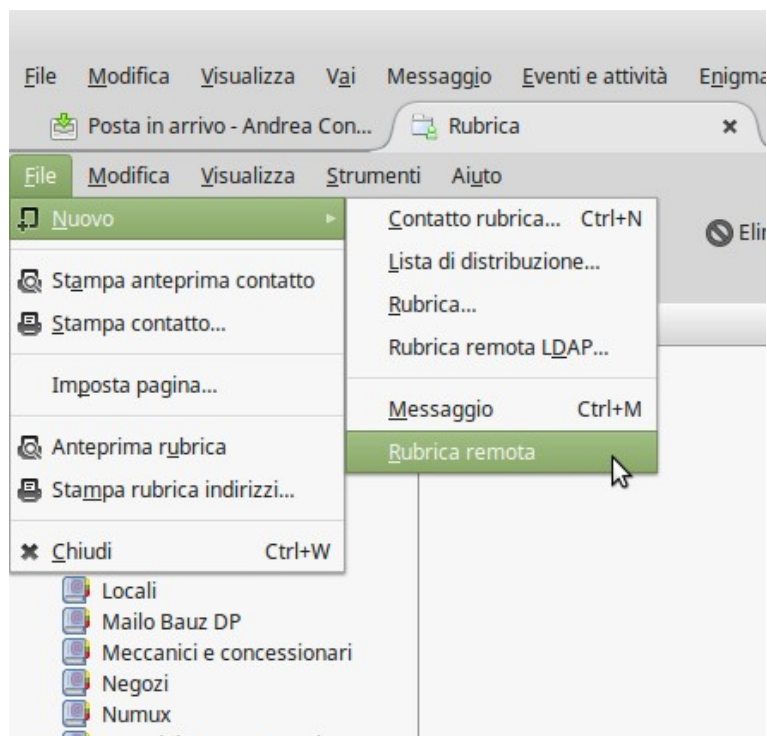 File Modifica Visualizza Vai Messaggio Eventi e attività Enigma
Posta in arrivo - Andrea Con... Rubrica
File Modifica Visualizza Strumenti Aiuto
Nuovo
Contatto rubrica... Ctrl+N
Lista di distribuzione...
Rubrica...
Rubrica remota LDAP...
Messaggio Ctrl+M
Rubrica remota
Stampa anteprima contatto
Stampa contatto...
Imposta pagina...
Anteprima rubrica
Stampa rubrica indirizzi...
Chiudi Ctrl+W
Elin
Locali
Mailo Bauz DP
Meccanici e concessionari
Negozi
Numux